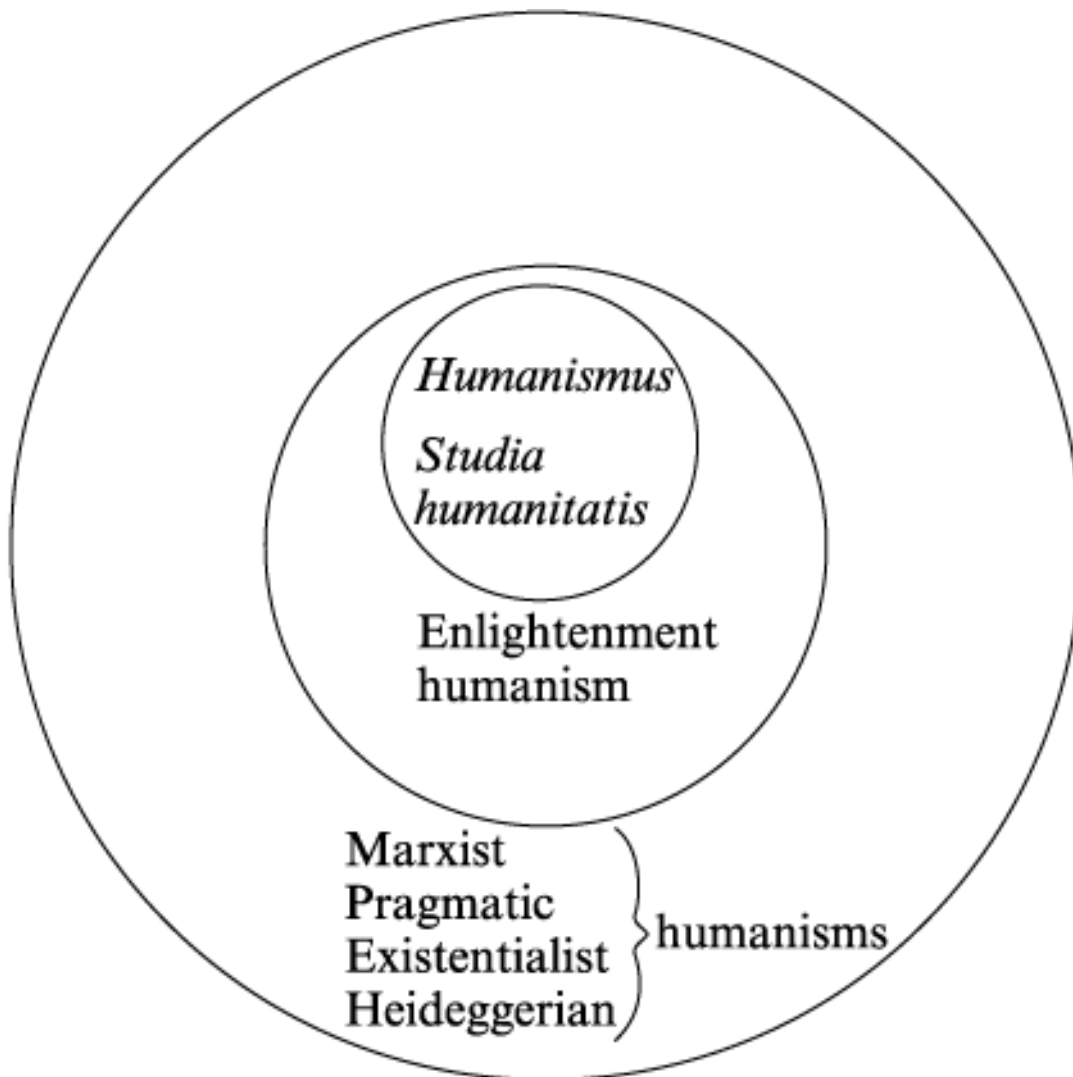 Humanismus
Studia
humanitatis
Enlightenment
humanism
Marxist
Pragmatic
Existentialist
Heideggerian
humanisms